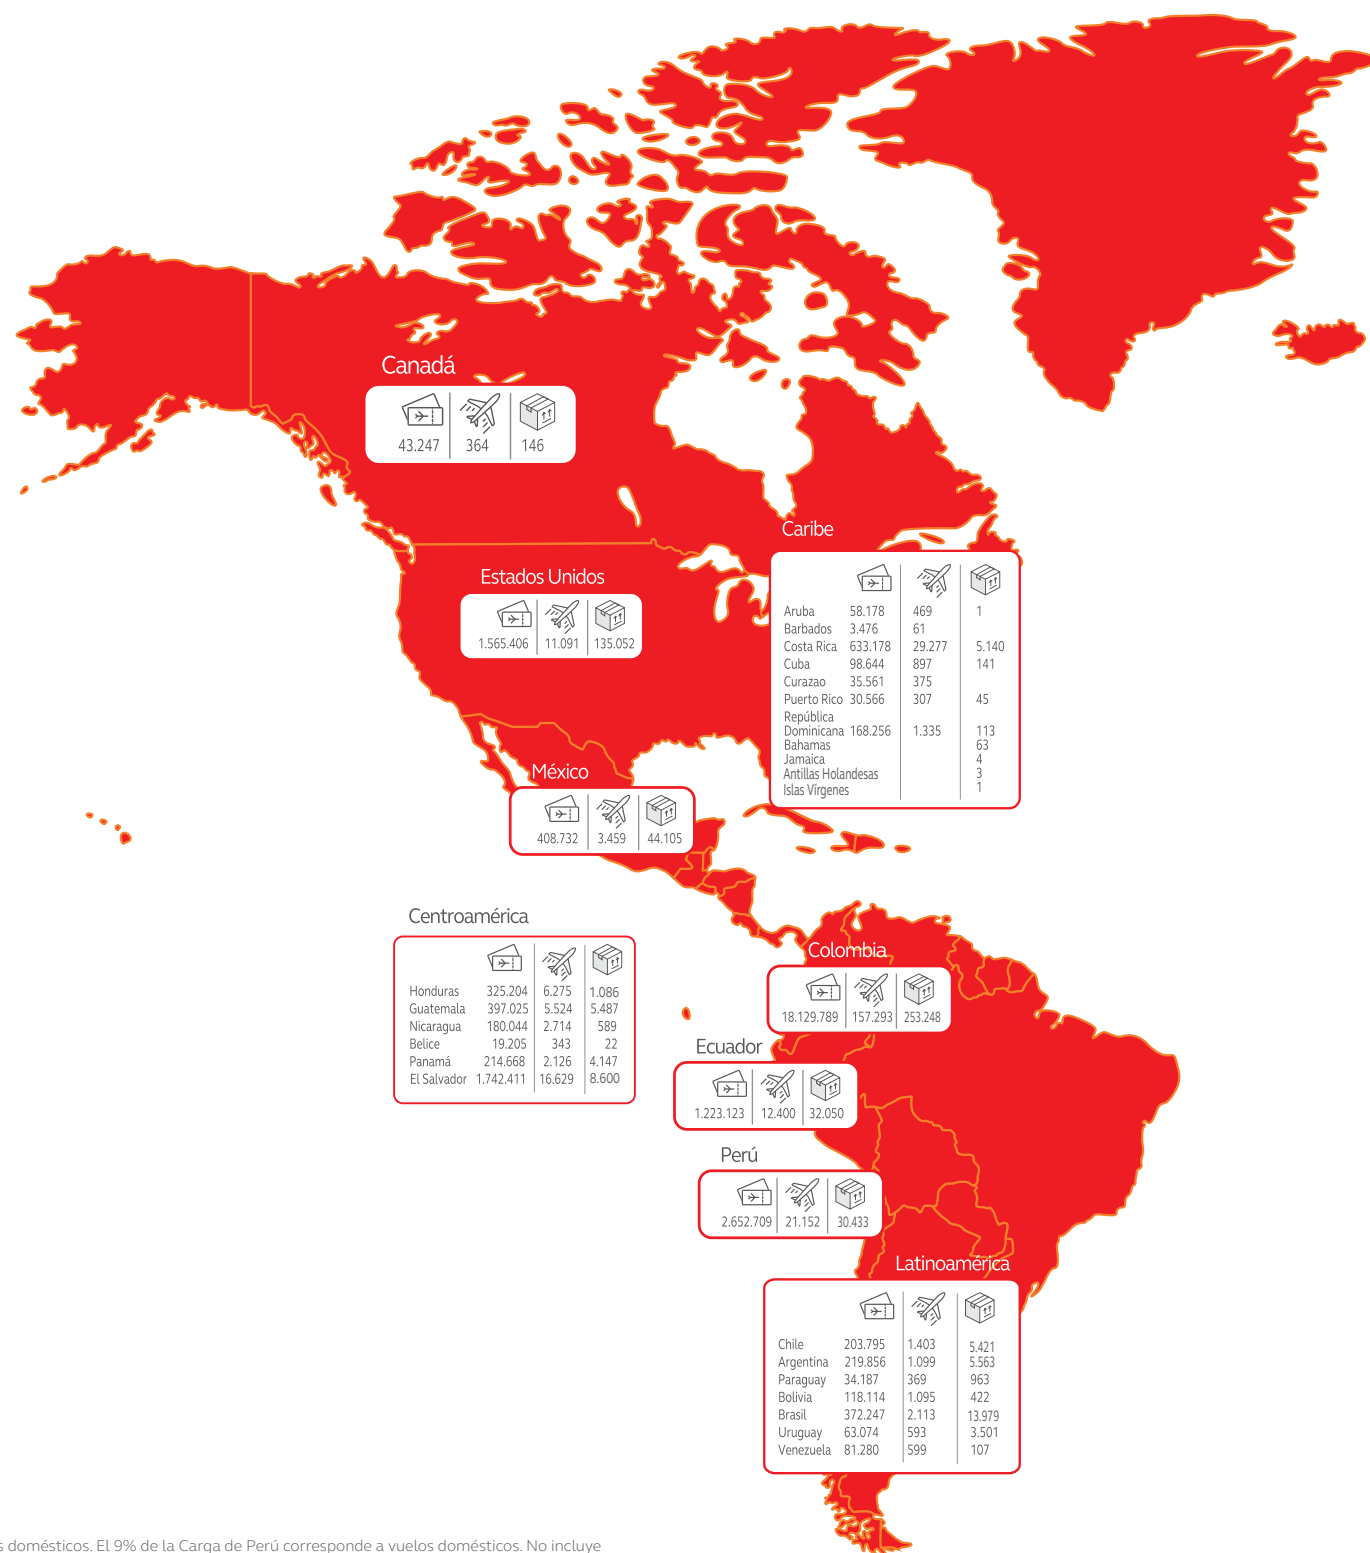 Canadá
43.247 364 146
Caribe
Estados Unidos
1.565.406 11.091 135.052
Aruba 58.178 469 1
Barbados 3.476 61
Costa Rica 633.178 29.277 5.140
Cuba 98.644 897 141
Curazao 35.561 375
Puerto Rico 30.566 307 45
República
Dominicana 168.256 1.335 113
Bahamas 63
Jamaica 4
Antillas Holandesas 3
Islas Vírgenes 1
México
408.732 3.459 44.105
Centroamérica
Honduras 325.204 6.275 1.086
Guatemala 397.025 5.524 5.487
Nicaragua 180.044 2.714 589
Belice 19.205 343 22
Panamá 214.668 2.126 4.147
El Salvador 1.742.411 16.629 8.600
Colombia
18.129.789 157.293 253.248
Ecuador
1.223.123 12.400 32.050
Perú
2.652.709 21.152 30.433
Latinoamérica
Chile 203.795 1.403 5.421
Argentina 219.856 1.099 5.563
Paraguay 34.187 369 963
Bolivia 118.114 1.095 422
Brasil 372.247 2.113 13.979
Uruguay 63.074 593 3.501
Venezuela 81.280 599 107
s domésticos. El 9% de la Carga de Perú corresponde a vuelos domésticos. No incluye